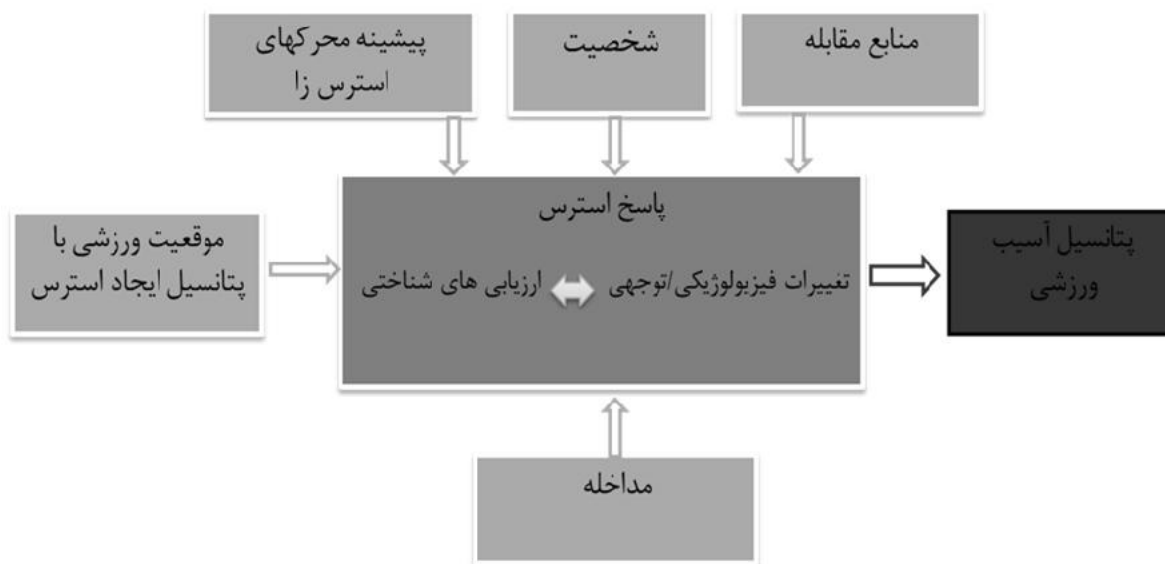 پیشینه محرکهای
استرس زا
شخصیت
منابع مقابله
موقعیت ورزشی با
پتانسیل ایجاد استرس
پاسخ استرس
ارزیابی های شناختی
تغییرات فیزیولوژیکی/توجهی
پتانسیل آسیب
ورزشی
مداخله